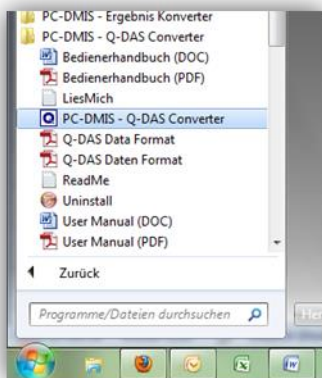 PC-DMIS - Ergebnis Konverter
PC-DMIS - Q-DAS Converter
Bedienerhandbuch (DOC)
Bedienerhandbuch (PDF)
LiesMich
PC-DMIS - Q-DAS Converter
Q-DAS Data Format
Q-DAS Daten Format
ReadMe
Uninstall
User Manual (DOC)
User Manual (PDF)
Zurück
Programme/Dateien durchsuchen